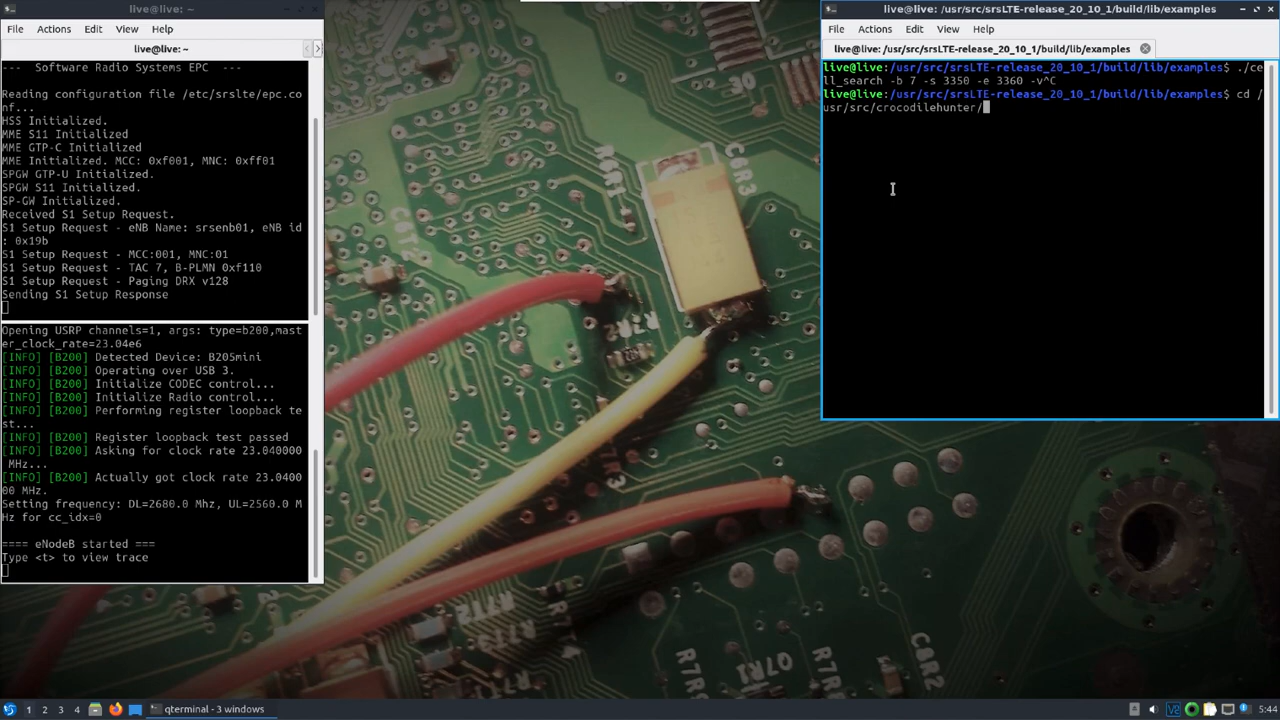 live@live: ~
File Actions Edit View Help
live@live: ~
--- Software Radio Systems EPC ---
Reading configuration file /etc/srslte/epc.co
nf...
HSS Initialized.
MME S11 Initialized
MME GTP-C Initialized
MME Initialized. MCC: 0xf001, MNC: 0xff01
SPGW GTP-U Initialized.
SPGW S11 Initialized.
SP-GW Initialized.
Received S1 Setup Request.
S1 Setup Request - eNB Name: srsenb01, eNB id
: 0x19b
S1 Setup Request - MCC:001, MNC:01
S1 Setup Request - TAC 7, B-PLMN 0xf110
S1 Setup Request - Paging DRX v128
Sending S1 Setup Response
Opening USRP channels=1, args: type=b200,mast
er_clock_rate=23.04e6
[INFO] [B200] Detected Device: B205mini
[INFO] [B200] Operating over USB 3.
[INFO] [B200] Initialize CODEC control...
[INFO] [B200] Initialize Radio control...
[INFO] [B200] Performing register loopback te
st...
[INFO] [B200] Register loopback test passed
[INFO] [B200] Asking for clock rate 23.040000
MHz...
[INFO] [B200] Actually got clock rate 23.0400
00 MHz.
Setting frequency: DL=2680.0 Mhz, UL=2560.0 M
Hz for cc_idx=0
==== eNodeB started ===
Type <t> to view trace
live@live: /usr/src/srsLTE-release_20_10_1/build/lib/examples
File Actions Edit View Help
live@live: /usr/src/srsLTE-release_20_10_1/build/lib/examples
live@live:/usr/src/srsLTE-release_20_10_1/build/lib/examples$ ./ce
ll_search -b 7 -s 3350 -e 3360 -v^C
live@live:/usr/src/srsLTE-release_20_10_1/build/lib/examples$ cd /
usr/src/crocodilehunter/
C6R3
C6T2
R7R2
R7R3
C8R2
1 2 3 4 qterminal - 3 windows
V2
5:44